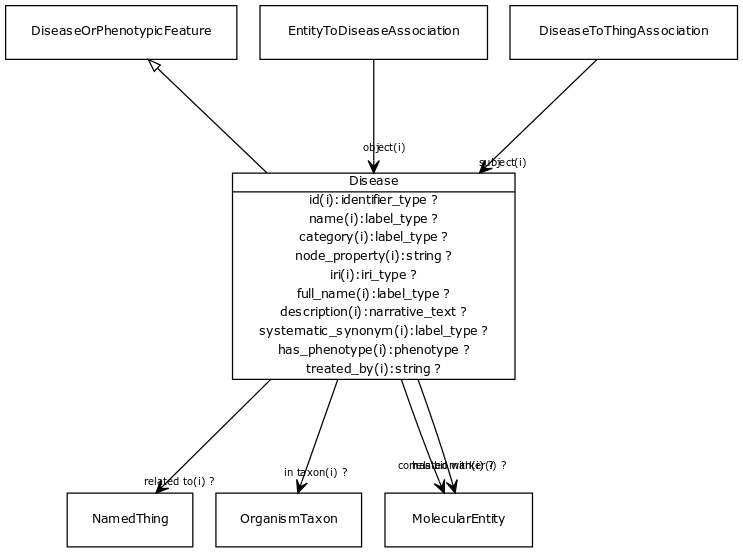 DiseaseOrPhenotypicFeature
EntityToDiseaseAssociation
DiseaseToThingAssociation
object(i)
subject(i)
Disease
id(i):identifier_type ?
name(i):label_type ?
category(i):label_type ?
node_property(i):string ?
iri(i):iri_type ?
full_name(i):label_type ?
description(i):narrative_text ?
systematic_synonym(i):label_type ?
has_phenotype(i):phenotype ?
treated_by(i):string ?
related to(i) ?
in taxon(i) ?
NamedThing
OrganismTaxon
MolecularEntity